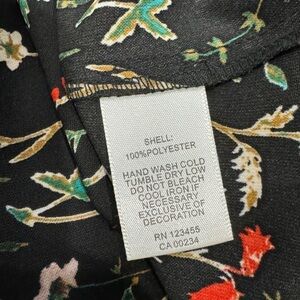 SHELL:
100%POLYESTER
HAND WASH COLD
TUMBLE DRY LOW
DO NOT BLEACH
COOL IRON IF
NECESSARY
EXCLUSIVE OF
DECORATION
RN 123455
CA 00234